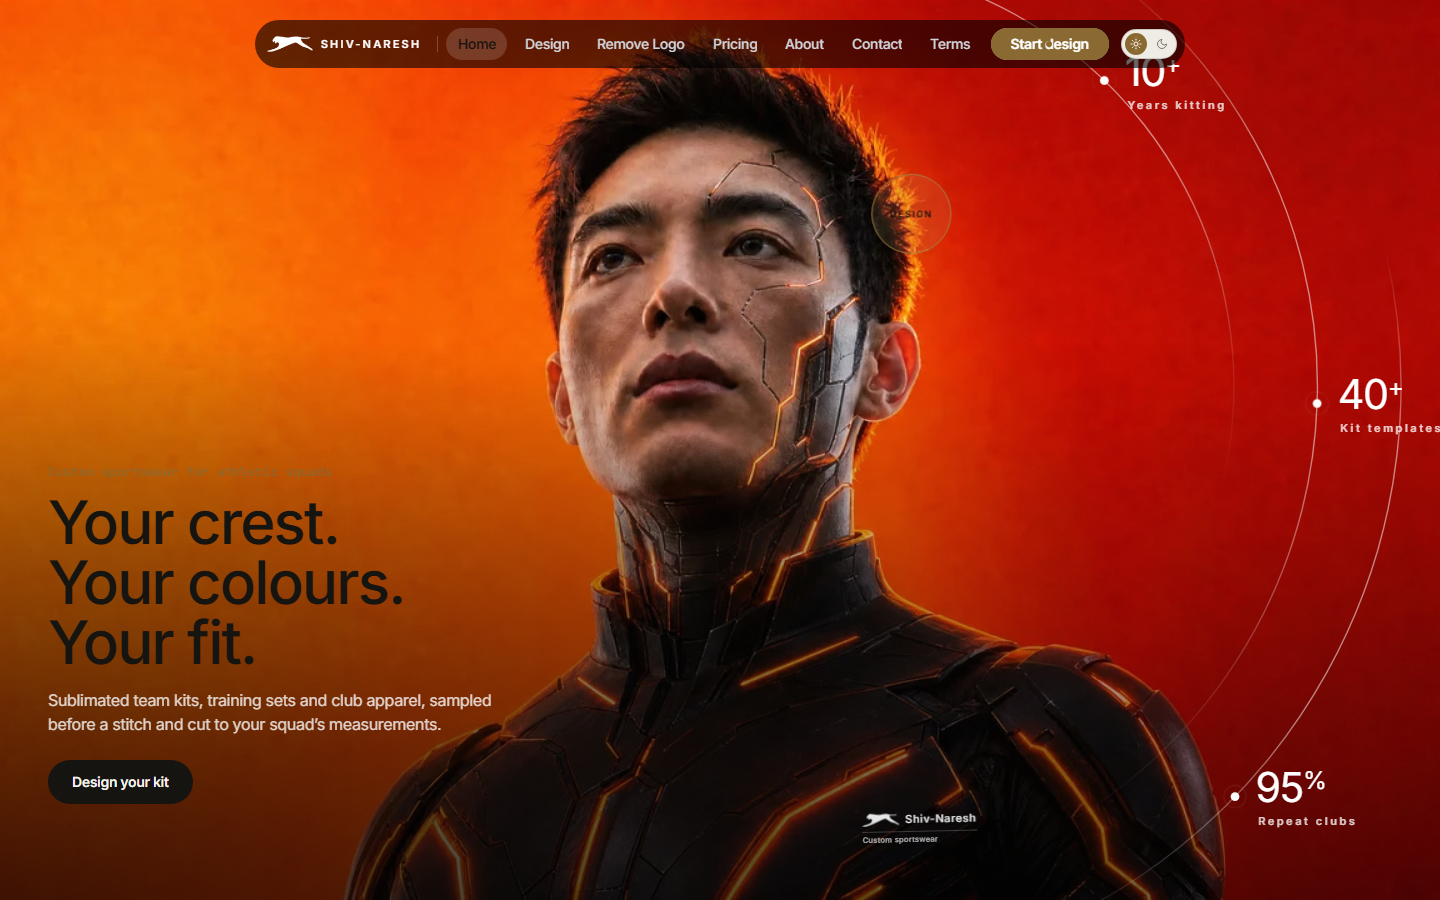 SHIV-NARESH
Home
Design
Remove Logo
Pricing
About
Contact
Terms
Start design
10+
Years kitting
DESIGN
40+
Kit templates
Your crest.
Your colours.
Your fit.
Sublimated team kits, training sets and club apparel, sampled
before a stitch and cut to your squad's measurements.
Design your kit
95%
Repeat clubs
Shiv-Naresh
Custom sportswear